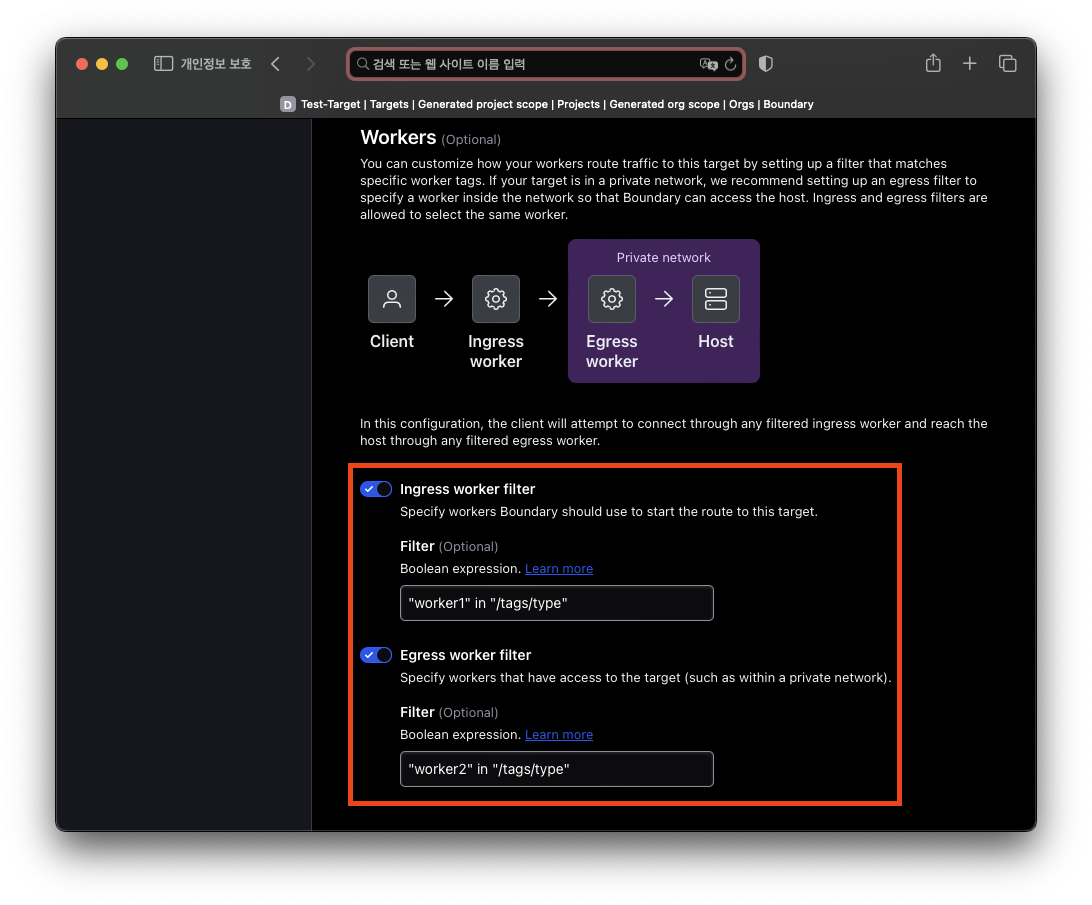 개인정보 보호
검색 또는 웹 사이트 이름 입력
D Test-Target | Targets | Generated project scope | Projects | Generated org scope | Orgs | Boundary
Workers (Optional)
You can customize how your workers route traffic to this target by setting up a filter that matches
specific worker tags. If your target is in a private network, we recommend setting up an egress filter to
specify a worker inside the network so that Boundary can access the host. Ingress and egress filters are
allowed to select the same worker.
Private network
Client
Ingress
worker
Egress
worker
Host
In this configuration, the client will attempt to connect through any filtered ingress worker and reach the
host through any filtered egress worker.
Ingress worker filter
Specify workers Boundary should use to start the route to this target.
Filter (Optional)
Boolean expression. Learn more
"worker1" in "/tags/type"
Egress worker filter
Specify workers that have access to the target (such as within a private network).
Filter (Optional)
Boolean expression. Learn more
"worker2" in "/tags/type"